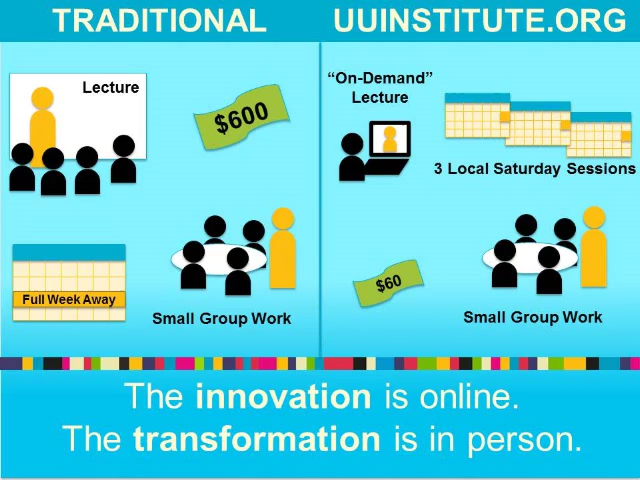 TRADITIONAL
UUINSTITUTE.ORG
Lecture
$600
Full Week Away
Small Group Work
“On-Demand”
Lecture
3 Local Saturday Sessions
$60
Small Group Work
The innovation is online.
The transformation is in person.